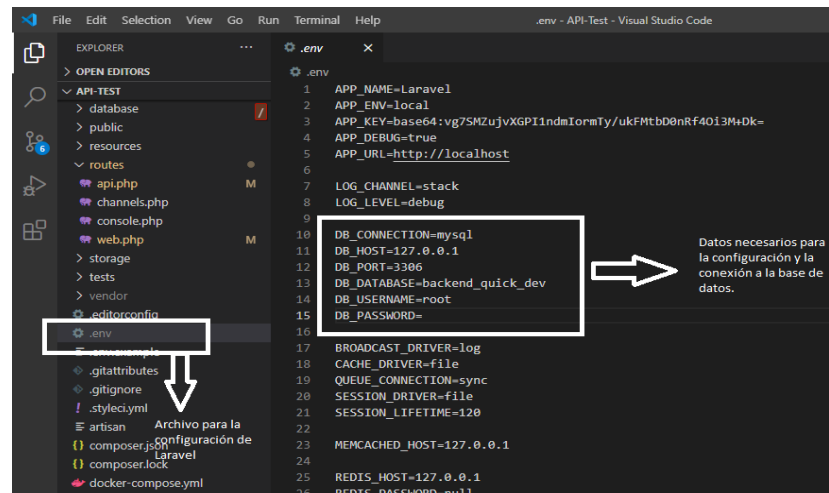 File Edit Selection View Go Run Terminal Help .env - API-Test - Visual Studio Code
EXPLORER ...
OPEN EDITORS
API-TEST
database
/
public
resources
routes
api.php M
channels.php
console.php
web.php M
storage
tests
vendor
.editorconfig
.env
.env.example
.gitattributes
.gitignore
.styleci.yml
artisan
composer.json
composer.lock
docker-compose.yml
6
Archivo para la
configuración de
Laravel
.env ×
.env
1 APP_NAME=Laravel
2 APP_ENV=local
3 APP_KEY=base64:vg7SMZujvXGPI1ndmIormTy/ukFMtbD0nRf4Oi3M+Dk=
4 APP_DEBUG=true
5 APP_URL=http://localhost
6
7 LOG_CHANNEL=stack
8 LOG_LEVEL=debug
9
10 DB_CONNECTION=mysql
11 DB_HOST=127.0.0.1
12 DB_PORT=3306
13 DB_DATABASE=backend_quick_dev
14 DB_USERNAME=root
15 DB_PASSWORD=
16
17 BROADCAST_DRIVER=log
18 CACHE_DRIVER=file
19 QUEUE_CONNECTION=sync
20 SESSION_DRIVER=file
21 SESSION_LIFETIME=120
22
23 MEMCACHED_HOST=127.0.0.1
24
25 REDIS_HOST=127.0.0.1
26 REDIS_PASSWORD=null
Datos necesarios para
la configuración y la
conexión a la base de
datos.